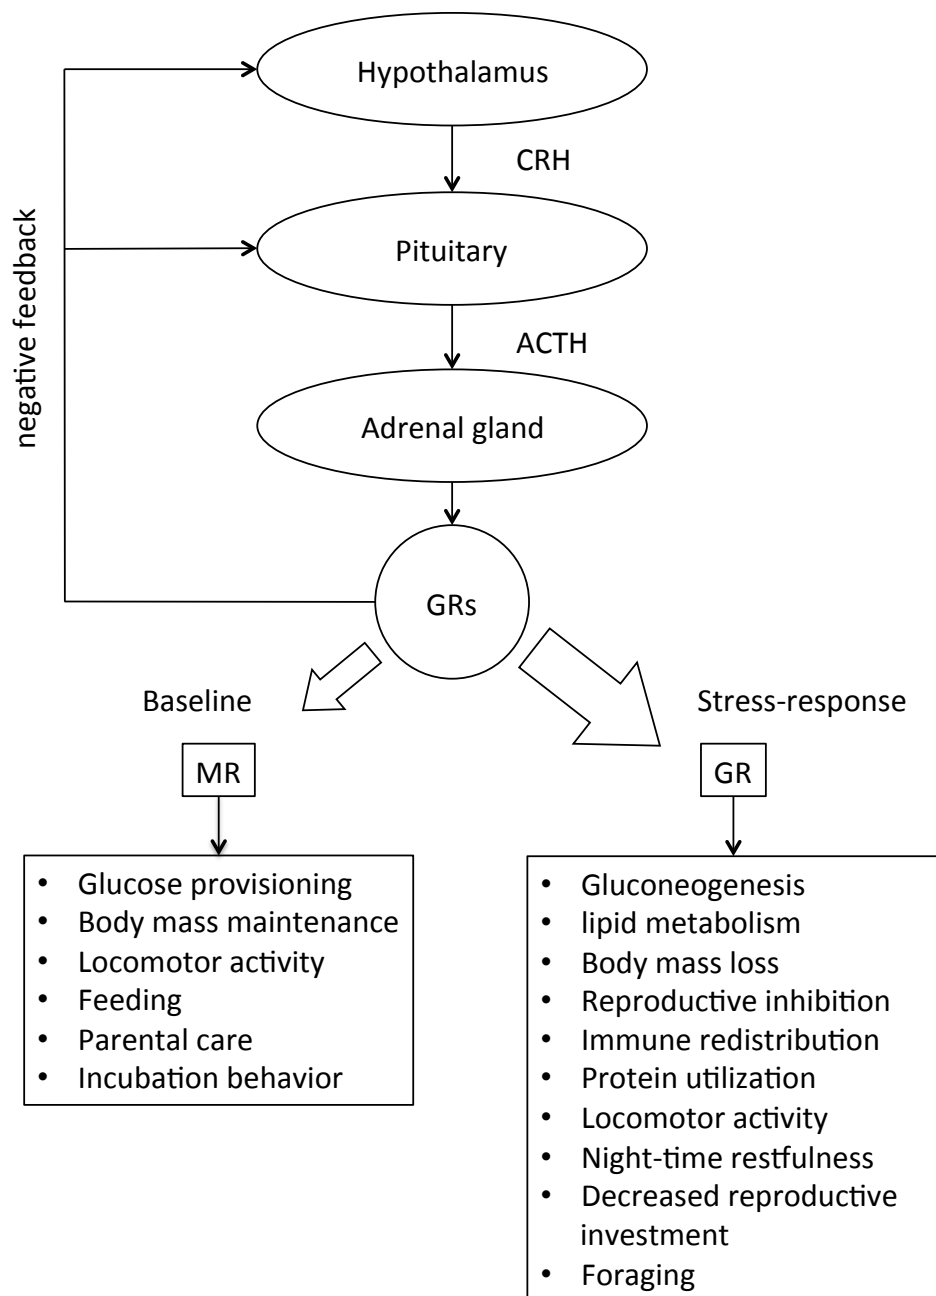 Hypothalamus
CRH
Pituitary
negative feedback
ACTH
Adrenal gland
GRs
Baseline
Stress-response
MR
GR
• Glucose provisioning
• Body mass maintenance
• Locomotor activity
• Feeding
• Parental care
• Incubation behavior
• Gluconeogenesis
• lipid metabolism
• Body mass loss
• Reproductive inhibition
• Immune redistribution
• Protein utilization
• Locomotor activity
• Night-time restfulness
• Decreased reproductive
investment
• Foraging